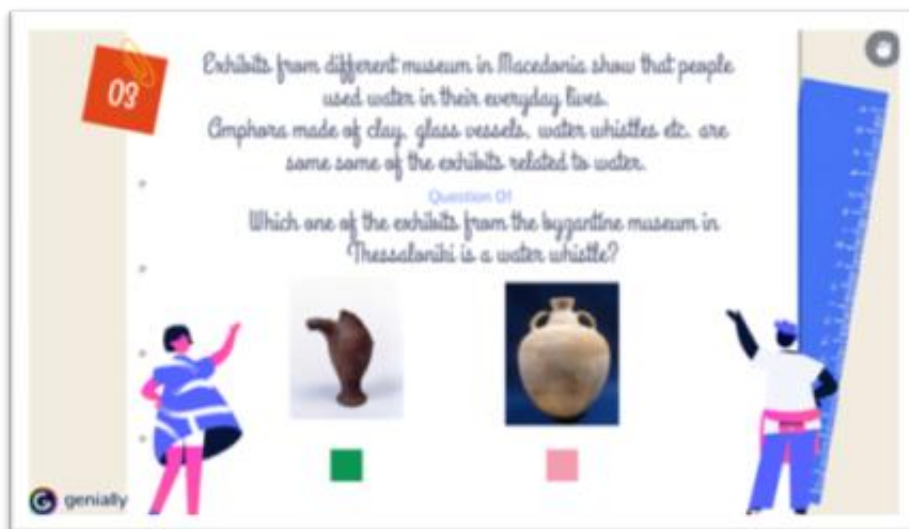 03
Exhibits from different museum in Macedonia show that people
used water in their everyday lives.
Amphora made of clay, glass vessels, water whistles etc. are
some some of the exhibits related to water.
Question 01
Which one of the exhibits from the byzantine museum in
Thessaloniki is a water whistle?
genially